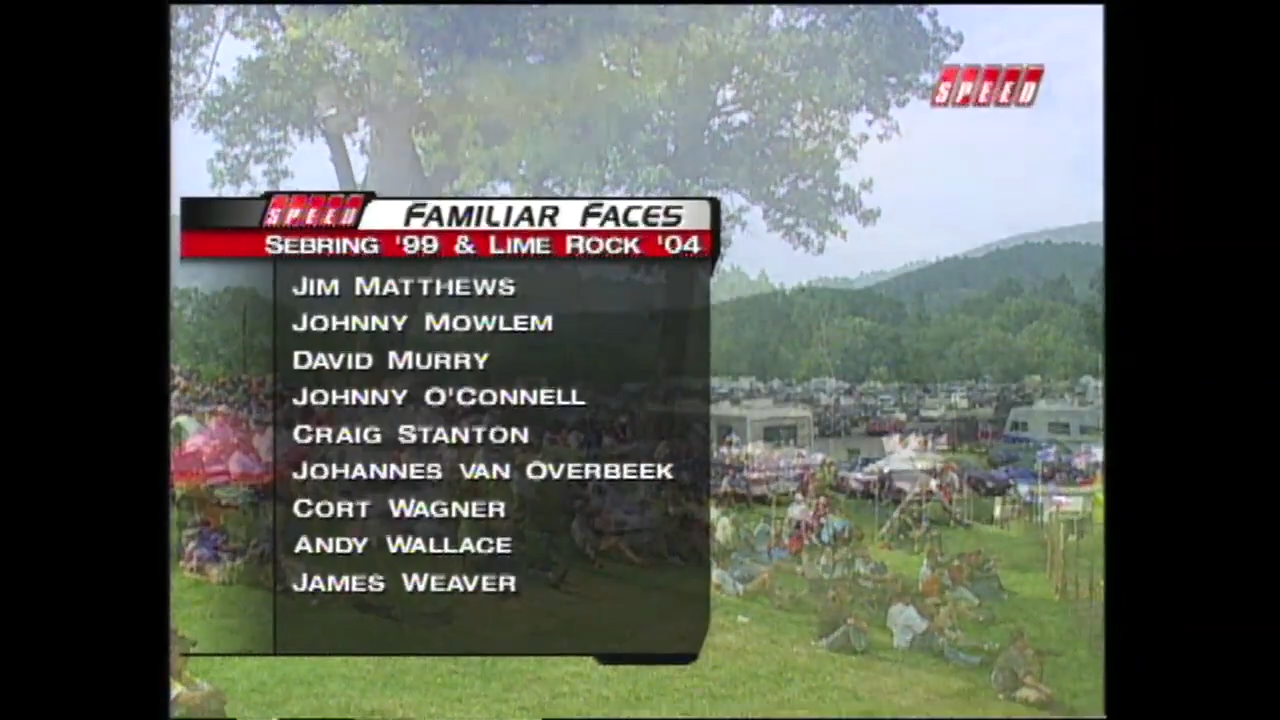 SPEED
SPEED FAMILIAR FACES
SEBRING '99 & LIME ROCK '04
JIM MATTHEWS
JOHNNY MOWLEM
DAVID MURRY
JOHNNY O'CONNELL
CRAIG STANTON
JOHANNES VAN OVERBEEK
CORT WAGNER
ANDY WALLACE
JAMES WEAVER